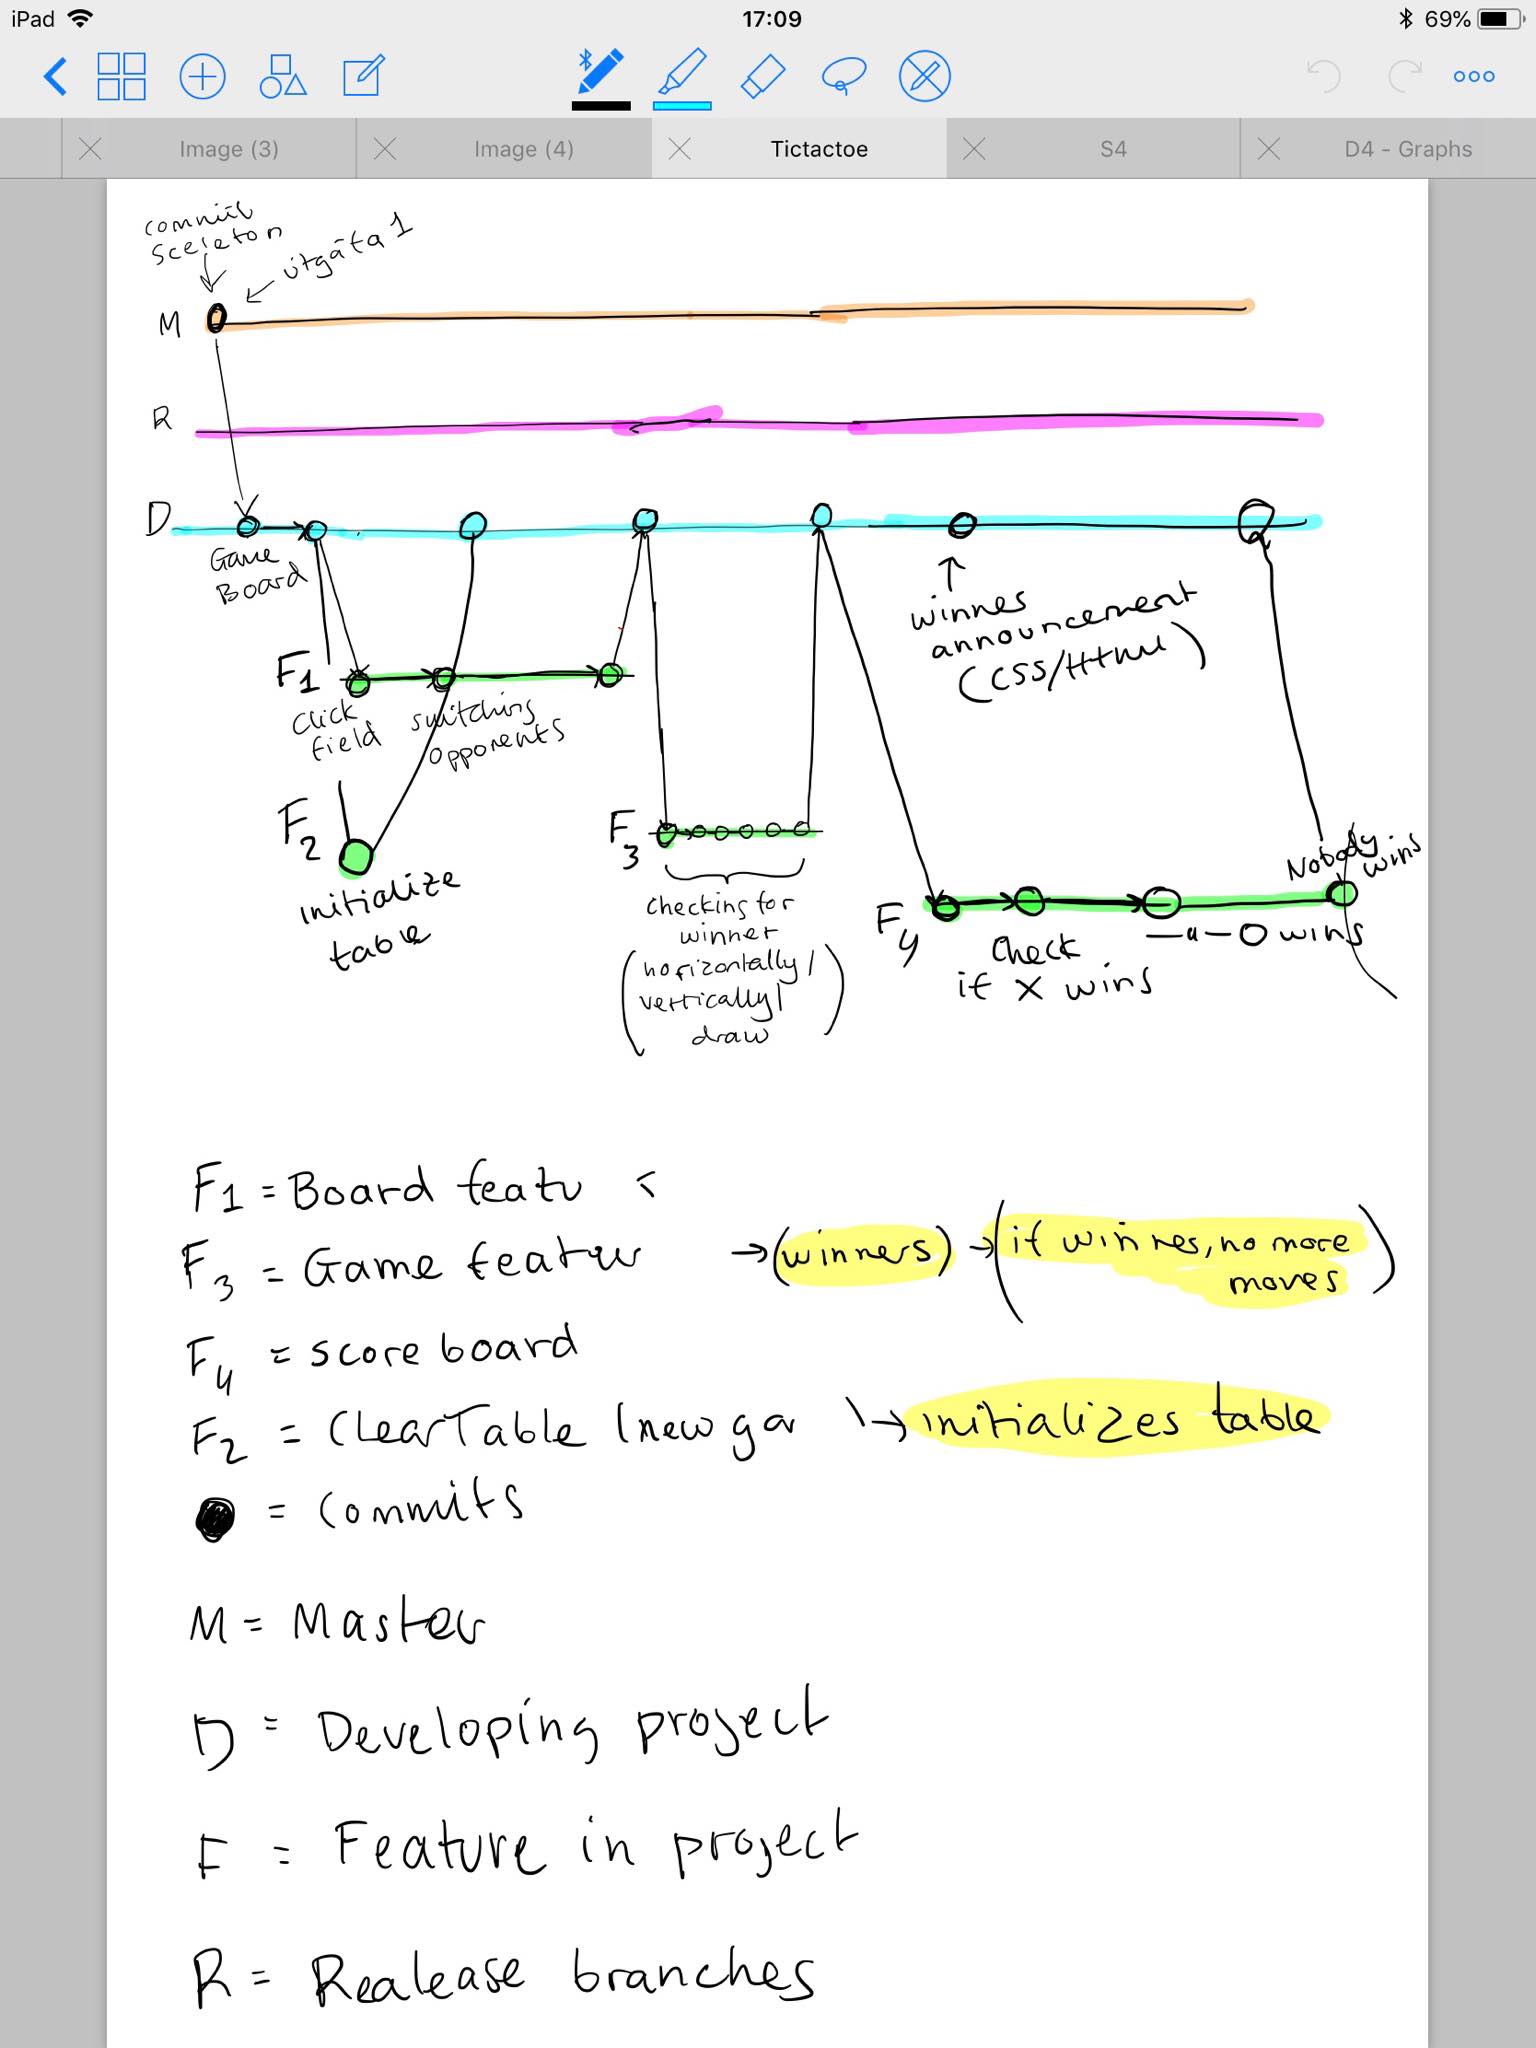 iPad
17:09
69%
Image (3)
Image (4)
Tictactoe
S4
D4 - Graphs
commit
sceleton
útgáta 1
M
R
D
Game
Board
winnes
announcement
(CSS/Html)
F1
Click
field
switching
opponents
F2
initialize
table
F3
Checking for
winner
(horizontally/
vertically/
draw)
F4
Check
if X wins
—"— O wins
Nobody
wins
F1 = Board featu
F3 = Game featur → (winners) → (if winnes, no more
moves)
F4 = score board
F2 = ClearTable (new ga → initializes table
= Commits
M = Master
D = Developing project
F = Feature in project
R = Realease branches